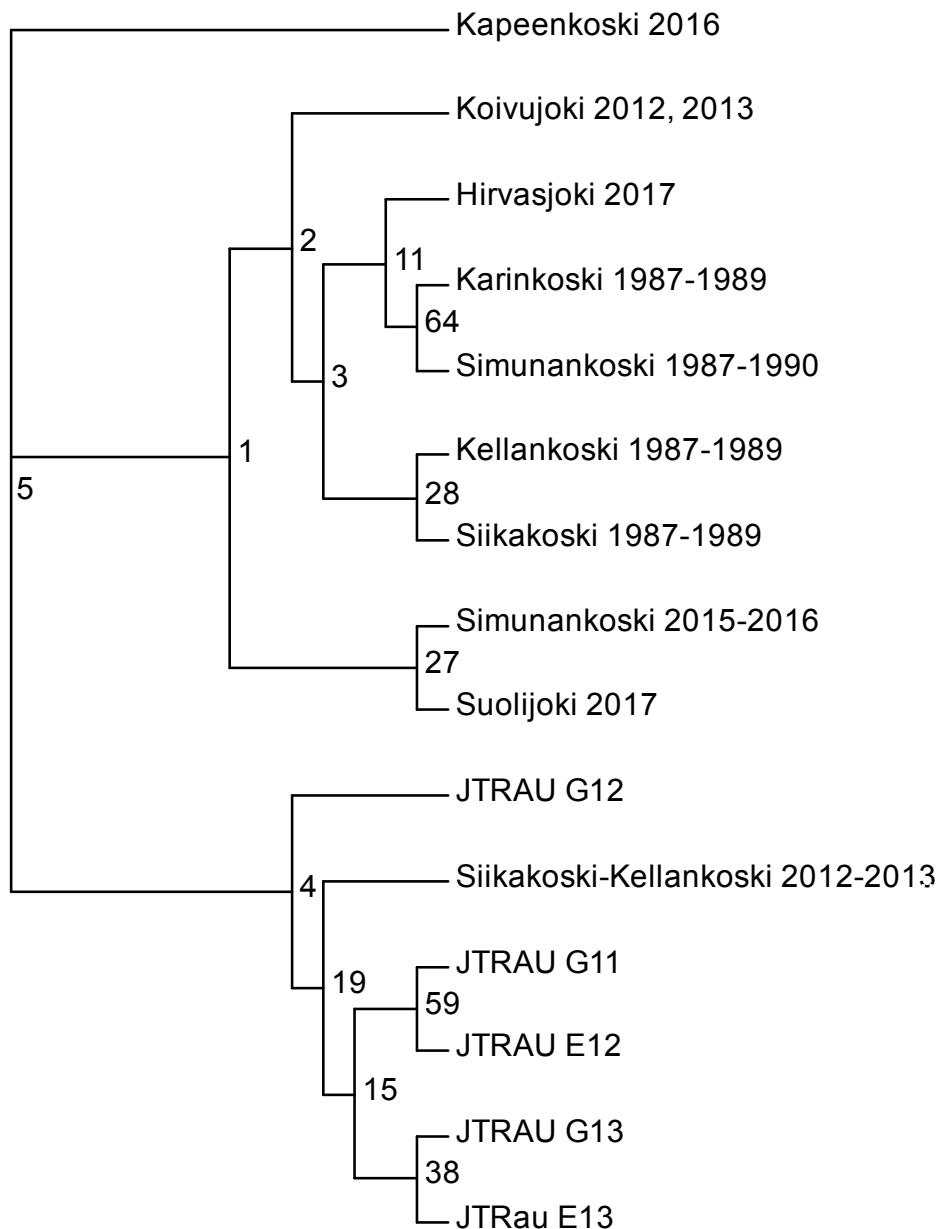 Kapeenkoski 2016
Koivujoki 2012, 2013
Hirvasjoki 2017
2
11
Karinkoski 1987-1989
64
Simunankoski 1987-1990
3
Kellankoski 1987-1989
1
5
28
Siikakoski 1987-1989
Simunankoski 2015-2016
27
Suolijoki 2017
JTRAU G12
4
Siikakoski-Kellankoski 2012-2013
JTRAU G11
19
59
JTRAU E12
15
JTRAU G13
38
JTRau E13